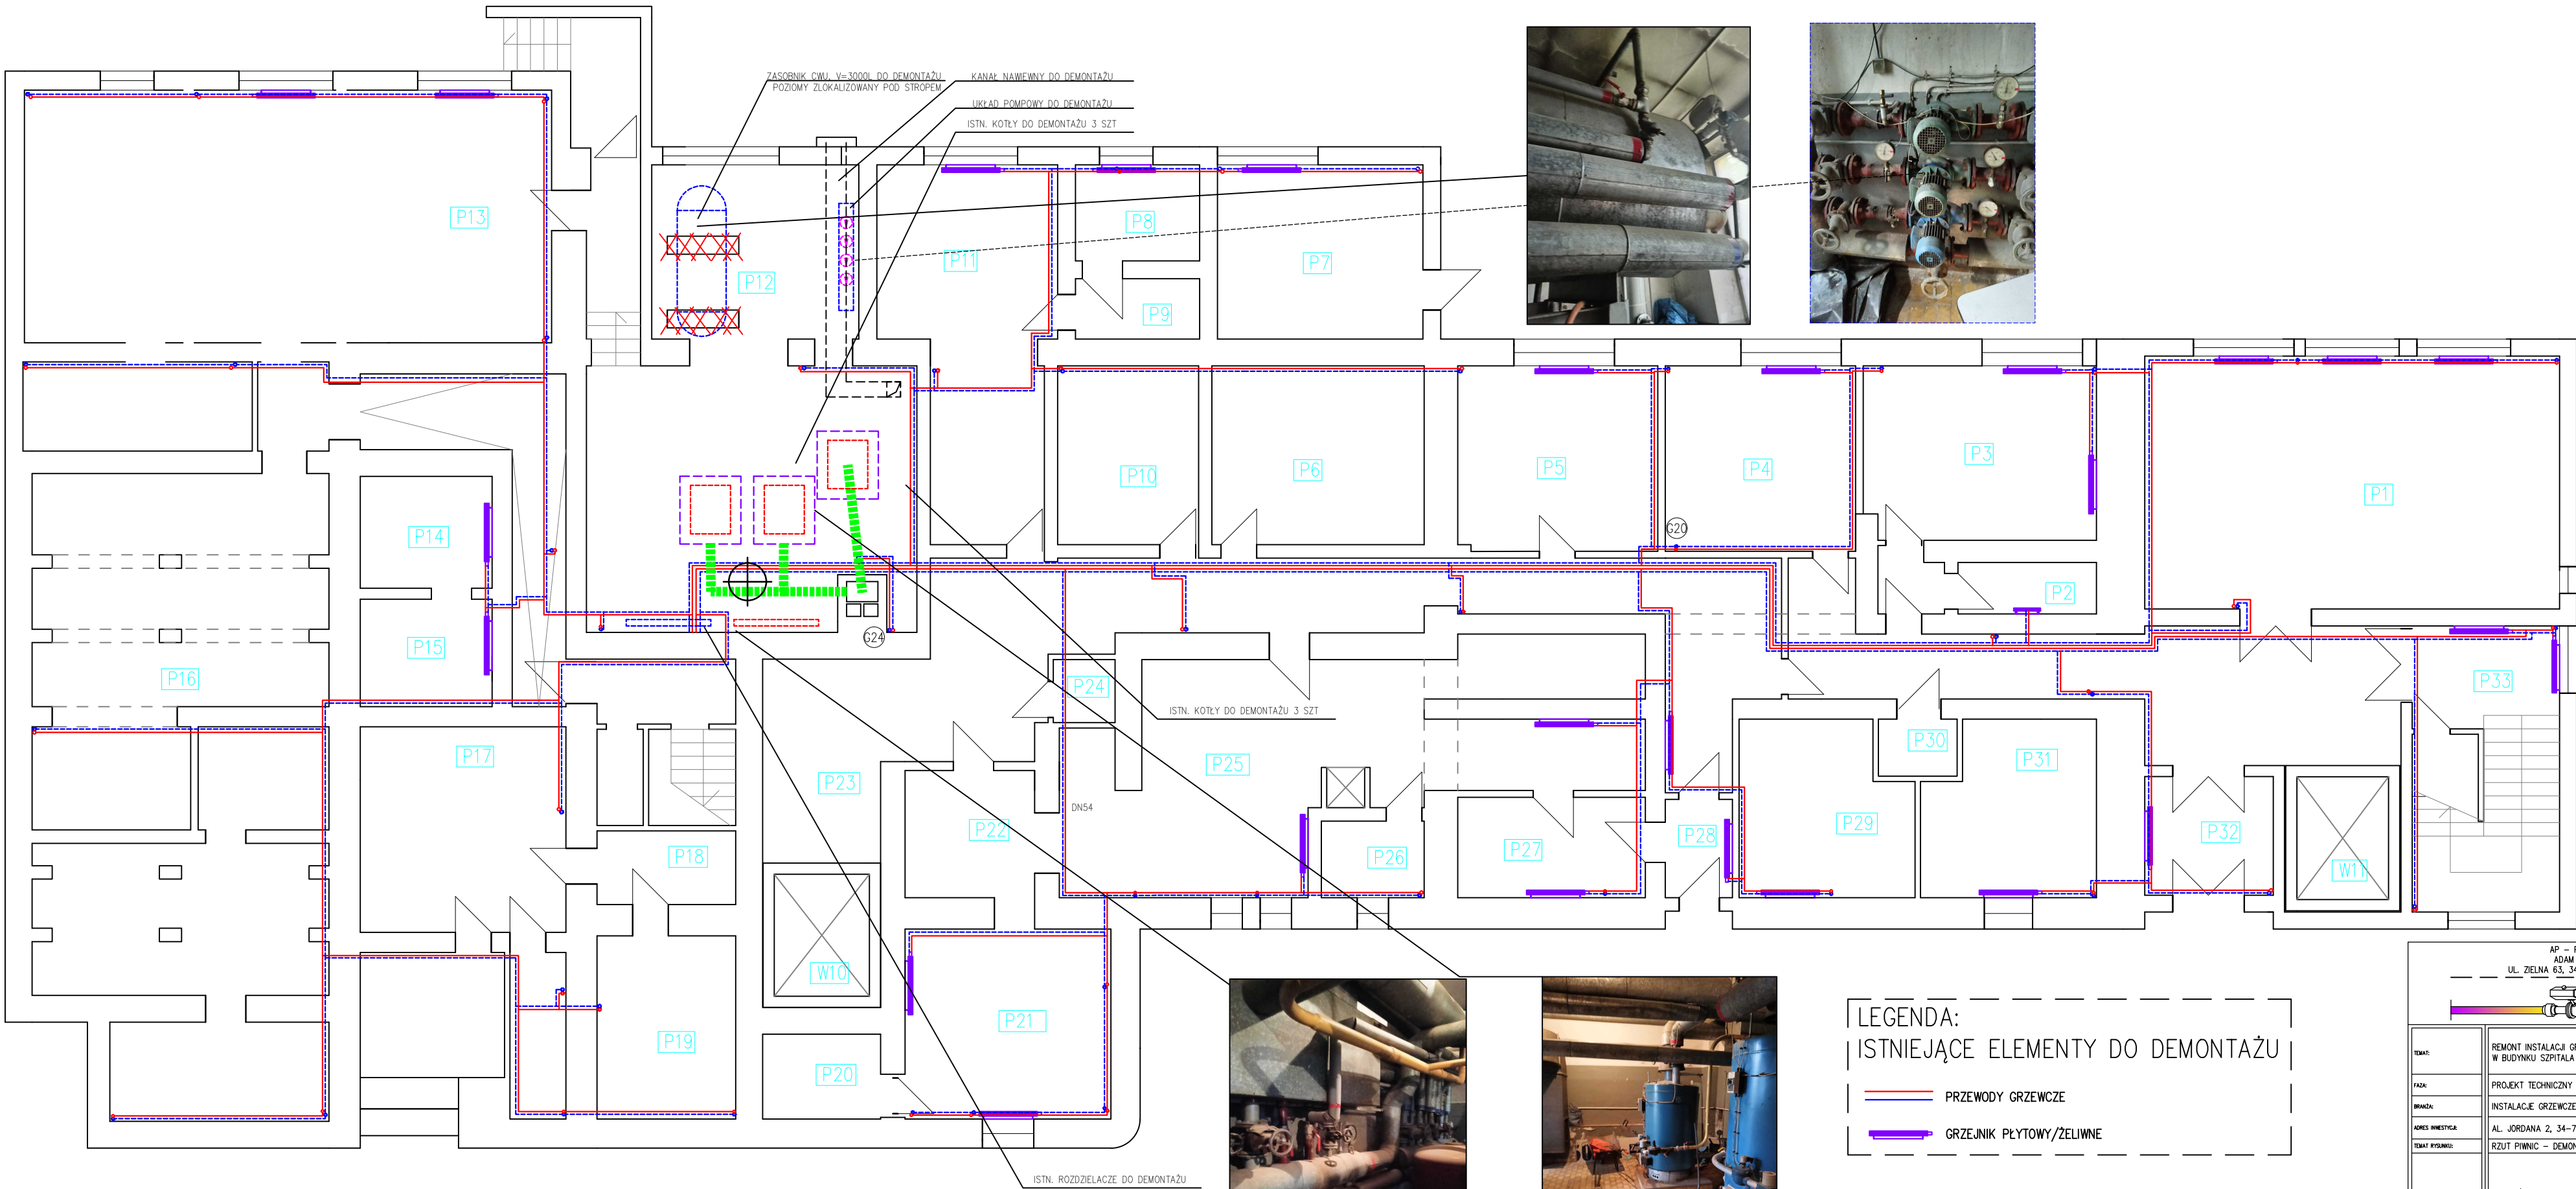 ZASOBNIK CWU, V=3000L DO DEMONTAŻU
POZIOMY ZLOKALIZOWANY POD STROPEM
KANAŁ NAWIEWNY DO DEMONTAŻU
UKŁAD POMPOWY DO DEMONTAŻU
ISTN. KOTŁY DO DEMONTAŻU 3 SZT
P13
P12
P11
P8
P9
P7
P10
P6
P5
P4
P3
P1
G20
P2
P14
P15
P16
G24
P24
P33
ISTN. KOTŁY DO DEMONTAŻU 3 SZT
P17
P23
P25
P30
P31
DN54
P18
P22
P26
P27
P28
P29
P32
W11
W10
P19
P20
P21
ISTN. ROZDZIELACZE DO DEMONTAŻU
LEGENDA:
ISTNIEJĄCE ELEMENTY DO DEMONTAŻU
PRZEWODY GRZEWCZE
GRZEJNIK PŁYTOWY/ŻELIWNE
AP –
ADAM
UL. ZIELNA 63, 34
TEMAT:
REMONT INSTALACJI G
W BUDYNKU SZPITALA
FAZA:
PROJEKT TECHNICZNY
BRANŻA:
INSTALACJE GRZEWCZE
ADRES INWESTYCJI:
AL. JORDANA 2, 34-7
TEMAT RYSUNKU:
RZUT PIWNIC – DEMON